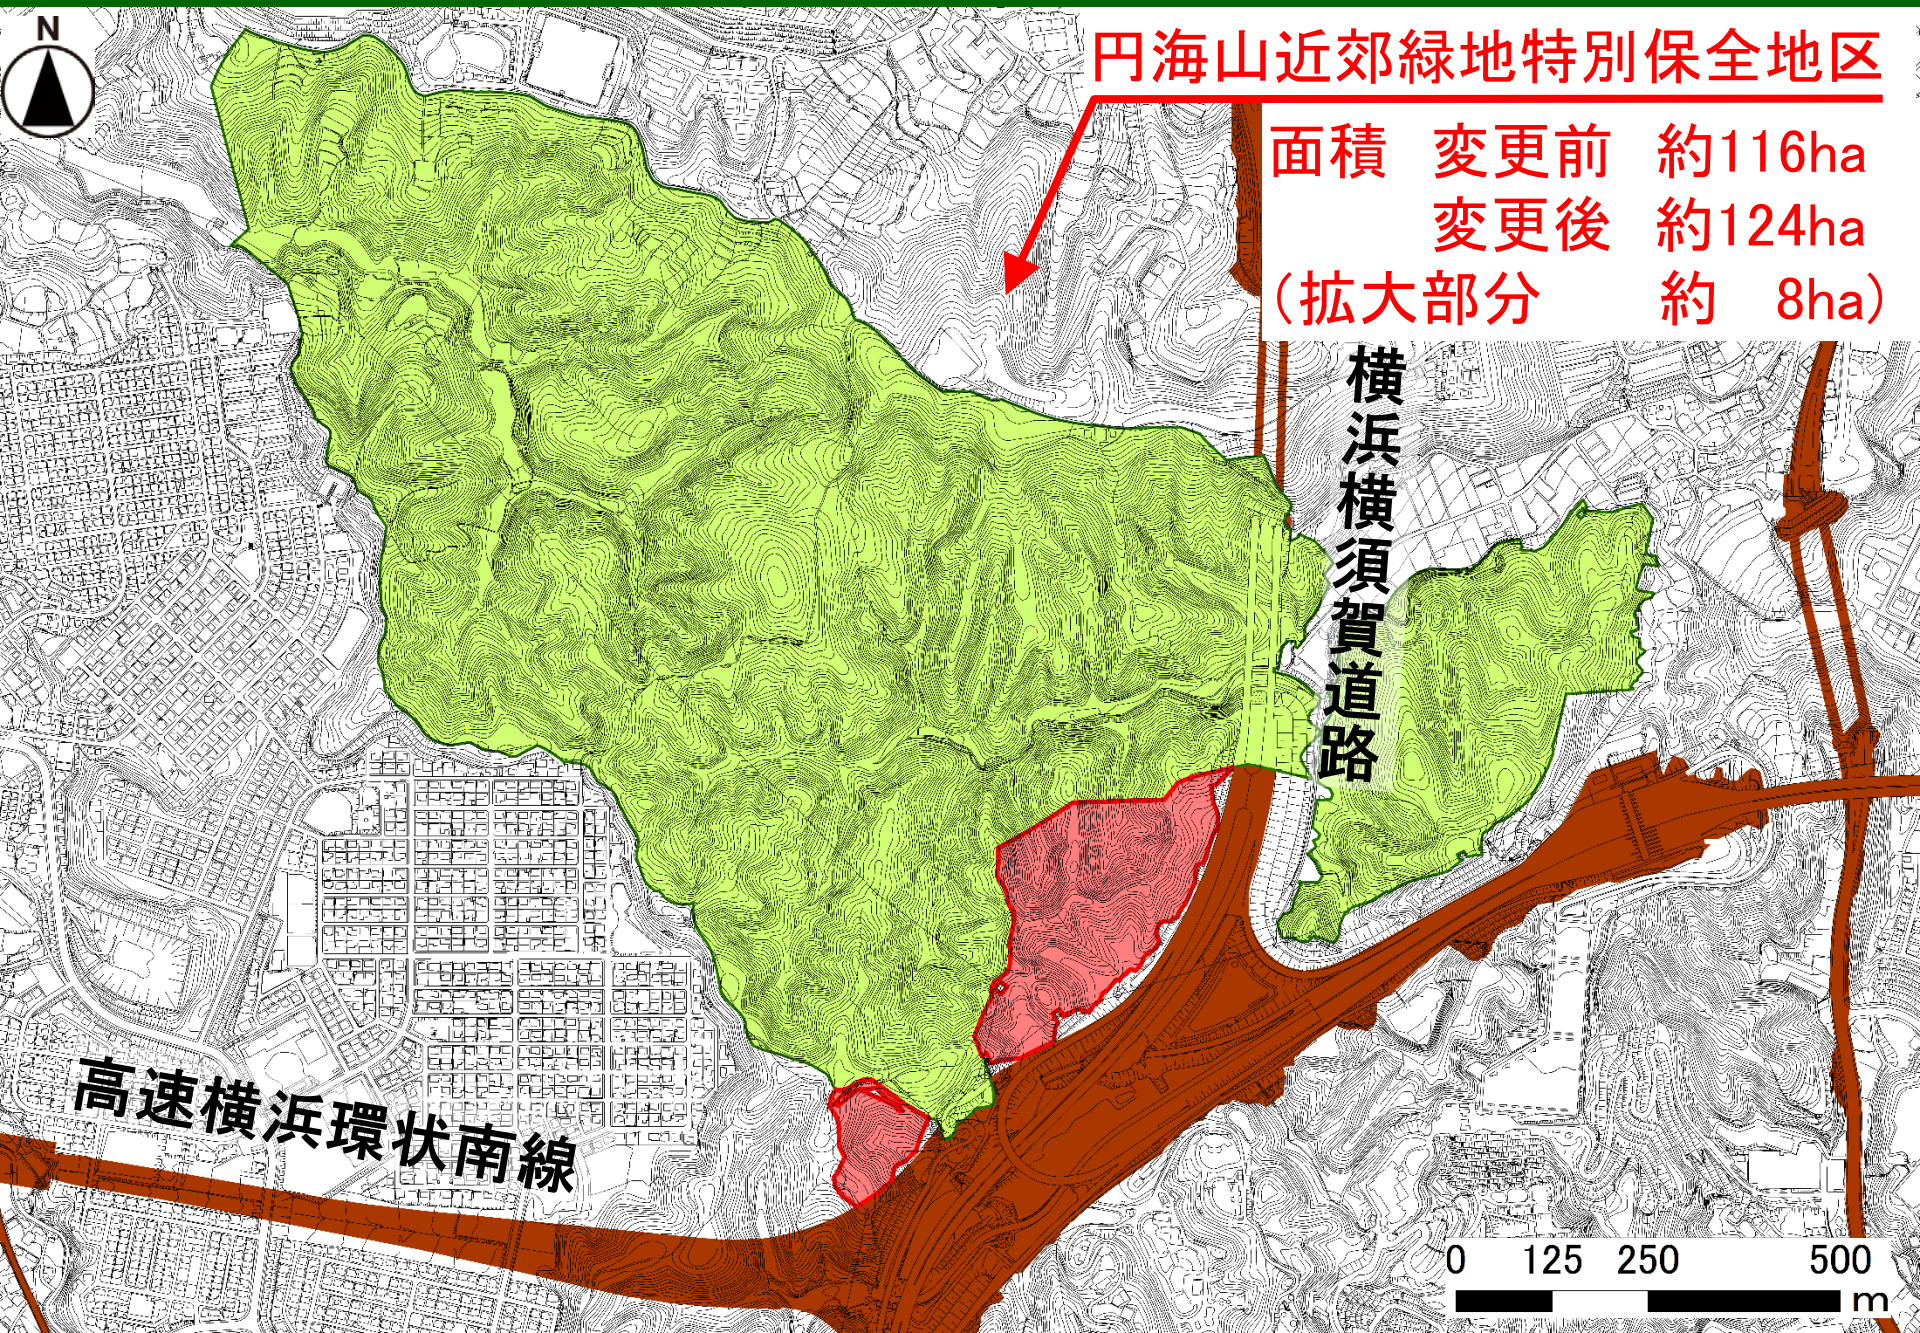 N
円海山近郊緑地特別保全地区
面積 変更前 約116ha
変更後 約124ha
(拡大部分 約 8ha)
横浜横須賀道路
高速横浜環状南線
0 125 250 500
m